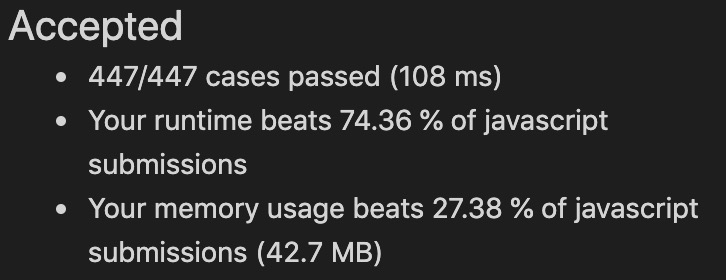 Accepted
• 447/447 cases passed (108 ms)
• Your runtime beats 74.36 % of javascript
submissions
• Your memory usage beats 27.38 % of javascript
submissions (42.7 MB)